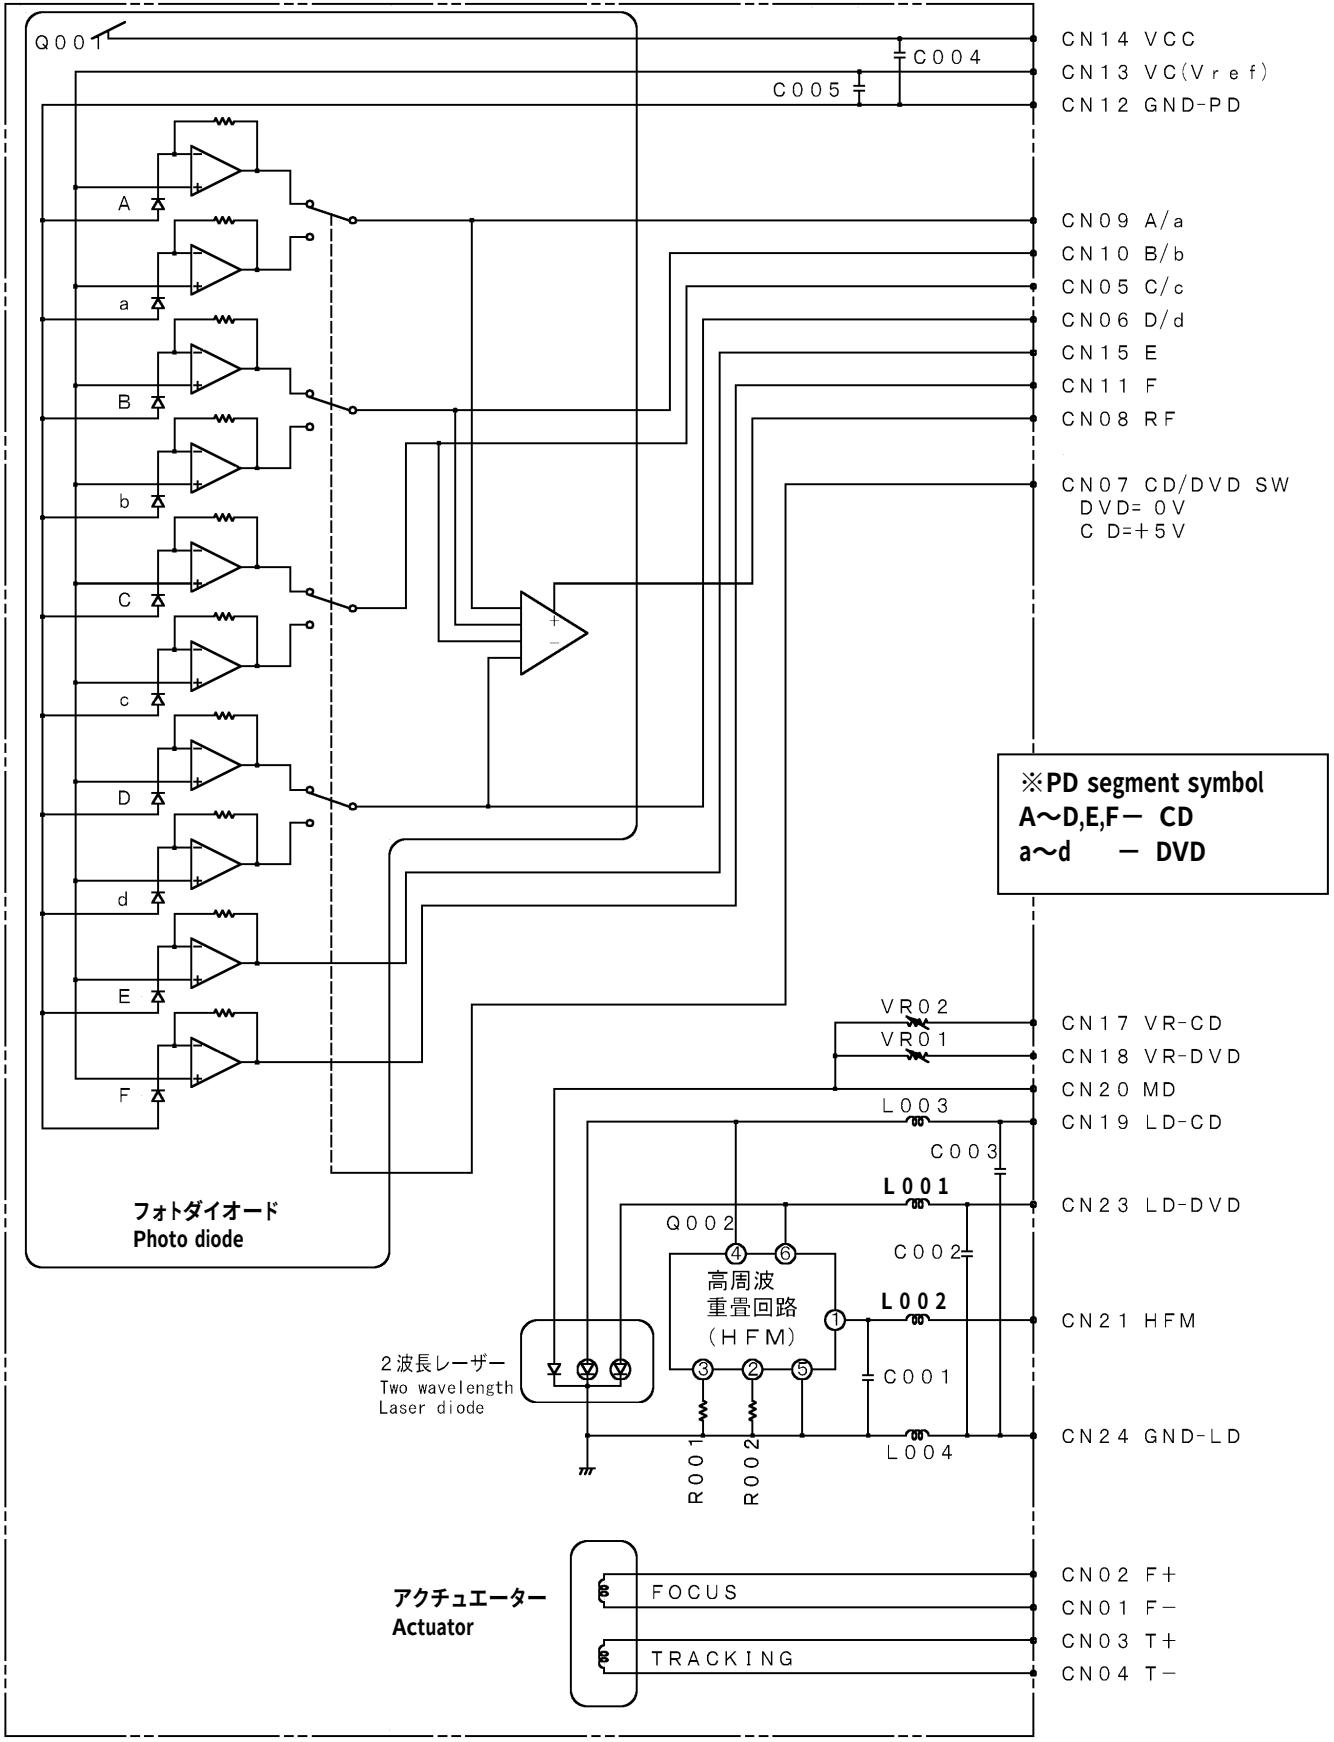 Q001
CN14 VCC
C004
CN13 VC(Vref)
C005
CN12 GND-PD
A
CN09 A/a
CN10 B/b
CN05 C/c
a
CN06 D/d
CN15 E
CN11 F
B
CN08 RF
CN07 CD/DVD SW
DVD= 0V
CD=+5V
b
C
c
※PD segment symbol
A～D,E,F－ CD
a～d － DVD
D
d
E
F
VR02
CN17 VR-CD
VR01
CN18 VR-DVD
CN20 MD
L003
CN19 LD-CD
C003
L001
CN23 LD-DVD
フォトダイオード
Photo diode
Q002
C002
4
6
高周波
重畳回路
(HFM)
L002
1
CN21 HFM
2波長レーザー
Two wavelength
Laser diode
3
2
5
C001
CN24 GND-LD
L004
R001
R002
アクチュエーター
Actuator
FOCUS
CN02 F+
CN01 F－
TRACKING
CN03 T+
CN04 T－